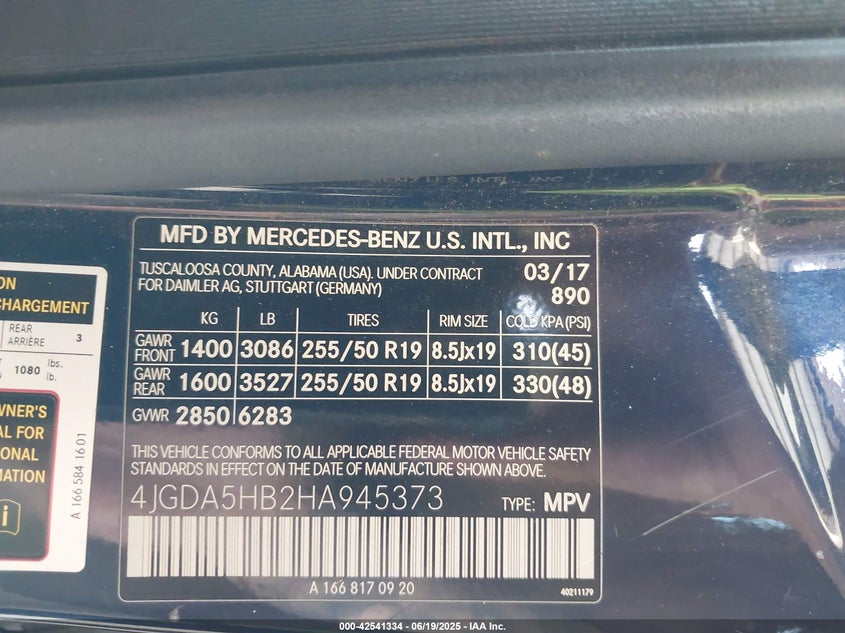 MFD BY MERCEDES-BENZ U.S. INTL., INC
TUSCALOOSA COUNTY, ALABAMA (USA). UNDER CONTRACT
FOR DAIMLER AG, STUTTGART (GERMANY)
03/17
890
KG LB TIRES RIM SIZE COLD KPA (PSI)
GAWR FRONT 1400 3086 255/50 R19 8.5Jx19 310(45)
GAWR REAR 1600 3527 255/50 R19 8.5Jx19 330(48)
GVWR 2850 6283
THIS VEHICLE CONFORMS TO ALL APPLICABLE FEDERAL MOTOR VEHICLE SAFETY
STANDARDS IN EFFECT ON THE DATE OF MANUFACTURE SHOWN ABOVE.
4JGDA5HB2HA945373 TYPE: MPV
A 166 817 09 20
40211179
REAR
ARRIÈRE
3
1080 lbs.
lb.
A 166 584 16 01
000-42541334 - 06/19/2025 - IAA Inc.